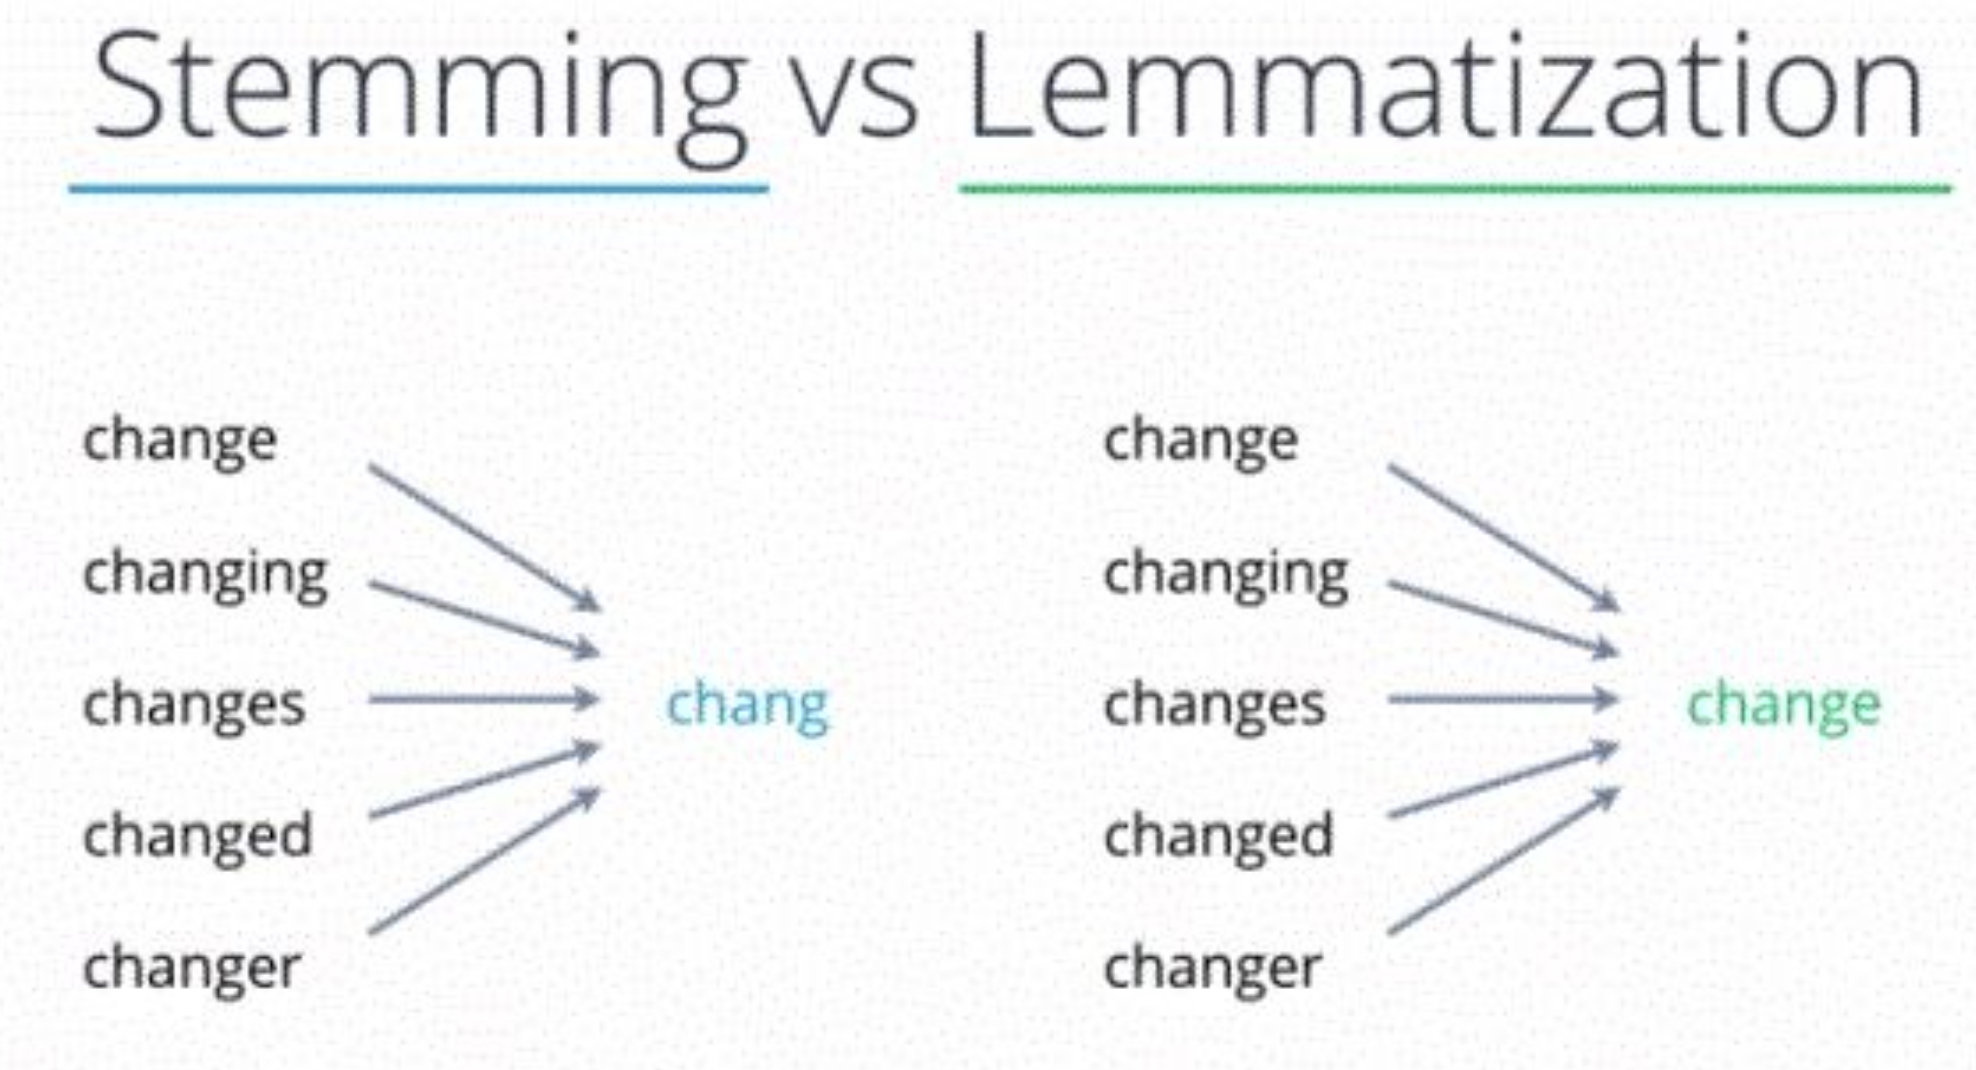 Stemming vs Lemmatization
change
changing
changes
changed
changer
chang
change
changing
changes
changed
changer
change